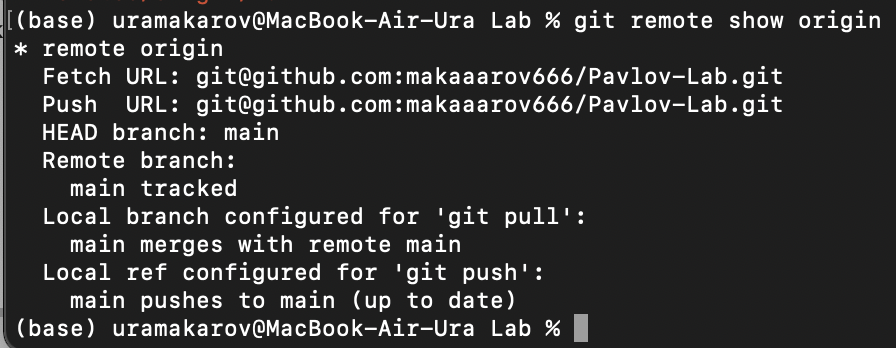 (base) uramakarov@MacBook-Air-Ura Lab % git remote show origin
* remote origin
  Fetch URL: git@github.com:makaaarov666/Pavlov-Lab.git
  Push  URL: git@github.com:makaaarov666/Pavlov-Lab.git
  HEAD branch: main
  Remote branch:
    main tracked
  Local branch configured for 'git pull':
    main merges with remote main
  Local ref configured for 'git push':
    main pushes to main (up to date)
(base) uramakarov@MacBook-Air-Ura Lab %